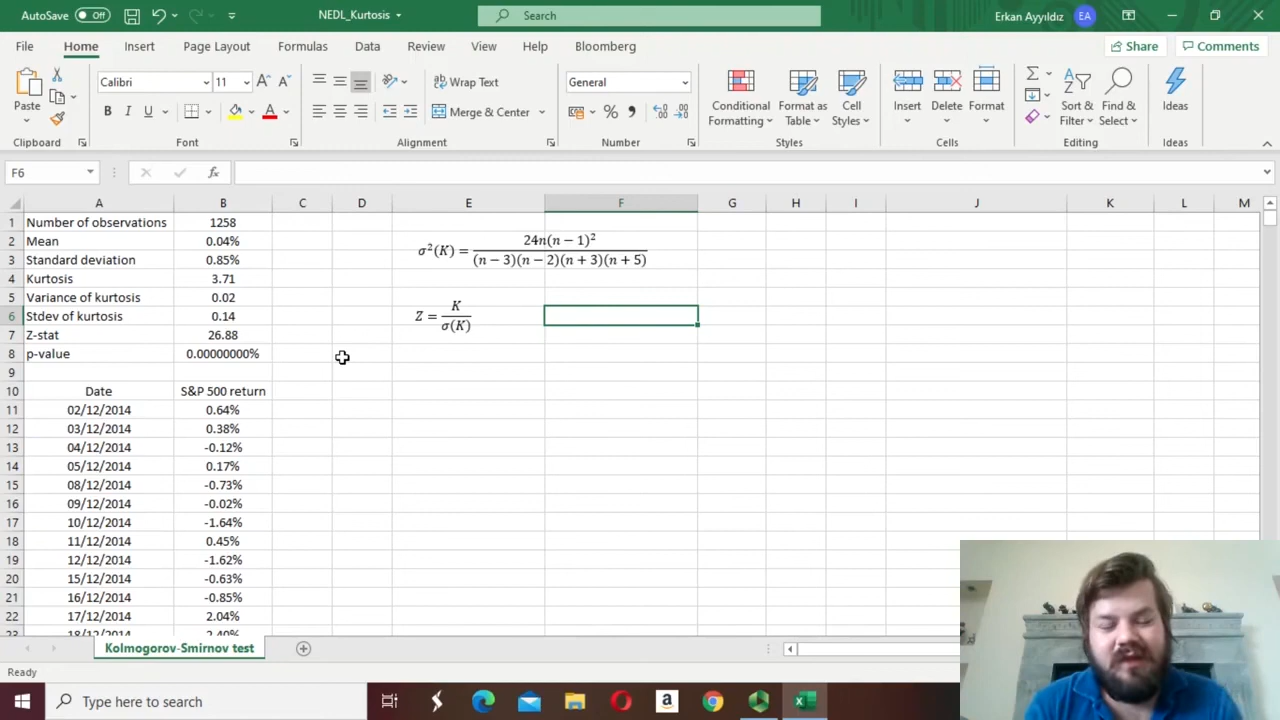 AutoSave Off NEDL_Kurtosis Search Erkan Ayyıldız EA
File Home Insert Page Layout Formulas Data Review View Help Bloomberg Share Comments
Paste Calibri 11 A A B I U A Wrap Text Merge & Center General % Conditional Formatting Format as Table Cell Styles Insert Delete Format Sort & Filter Find & Select Ideas
Clipboard Font Alignment Number Styles Cells Editing Ideas
F6 fx
A B C D E F G H I J K L M
1 Number of observations 1258
2 Mean 0.04% σ²(K) = 24n(n − 1)² / (n − 3)(n − 2)(n + 3)(n + 5)
3 Standard deviation 0.85%
4 Kurtosis 3.71
5 Variance of kurtosis 0.02
6 Stdev of kurtosis 0.14 Z = K / σ(K)
7 Z-stat 26.88
8 p-value 0.00000000%
9
10 Date S&P 500 return
11 02/12/2014 0.64%
12 03/12/2014 0.38%
13 04/12/2014 -0.12%
14 05/12/2014 0.17%
15 08/12/2014 -0.73%
16 09/12/2014 -0.02%
17 10/12/2014 -1.64%
18 11/12/2014 0.45%
19 12/12/2014 -1.62%
20 15/12/2014 -0.63%
21 16/12/2014 -0.85%
22 17/12/2014 2.04%
23 18/12/2014 2.40%
Kolmogorov-Smirnov test
Ready
Type here to search a